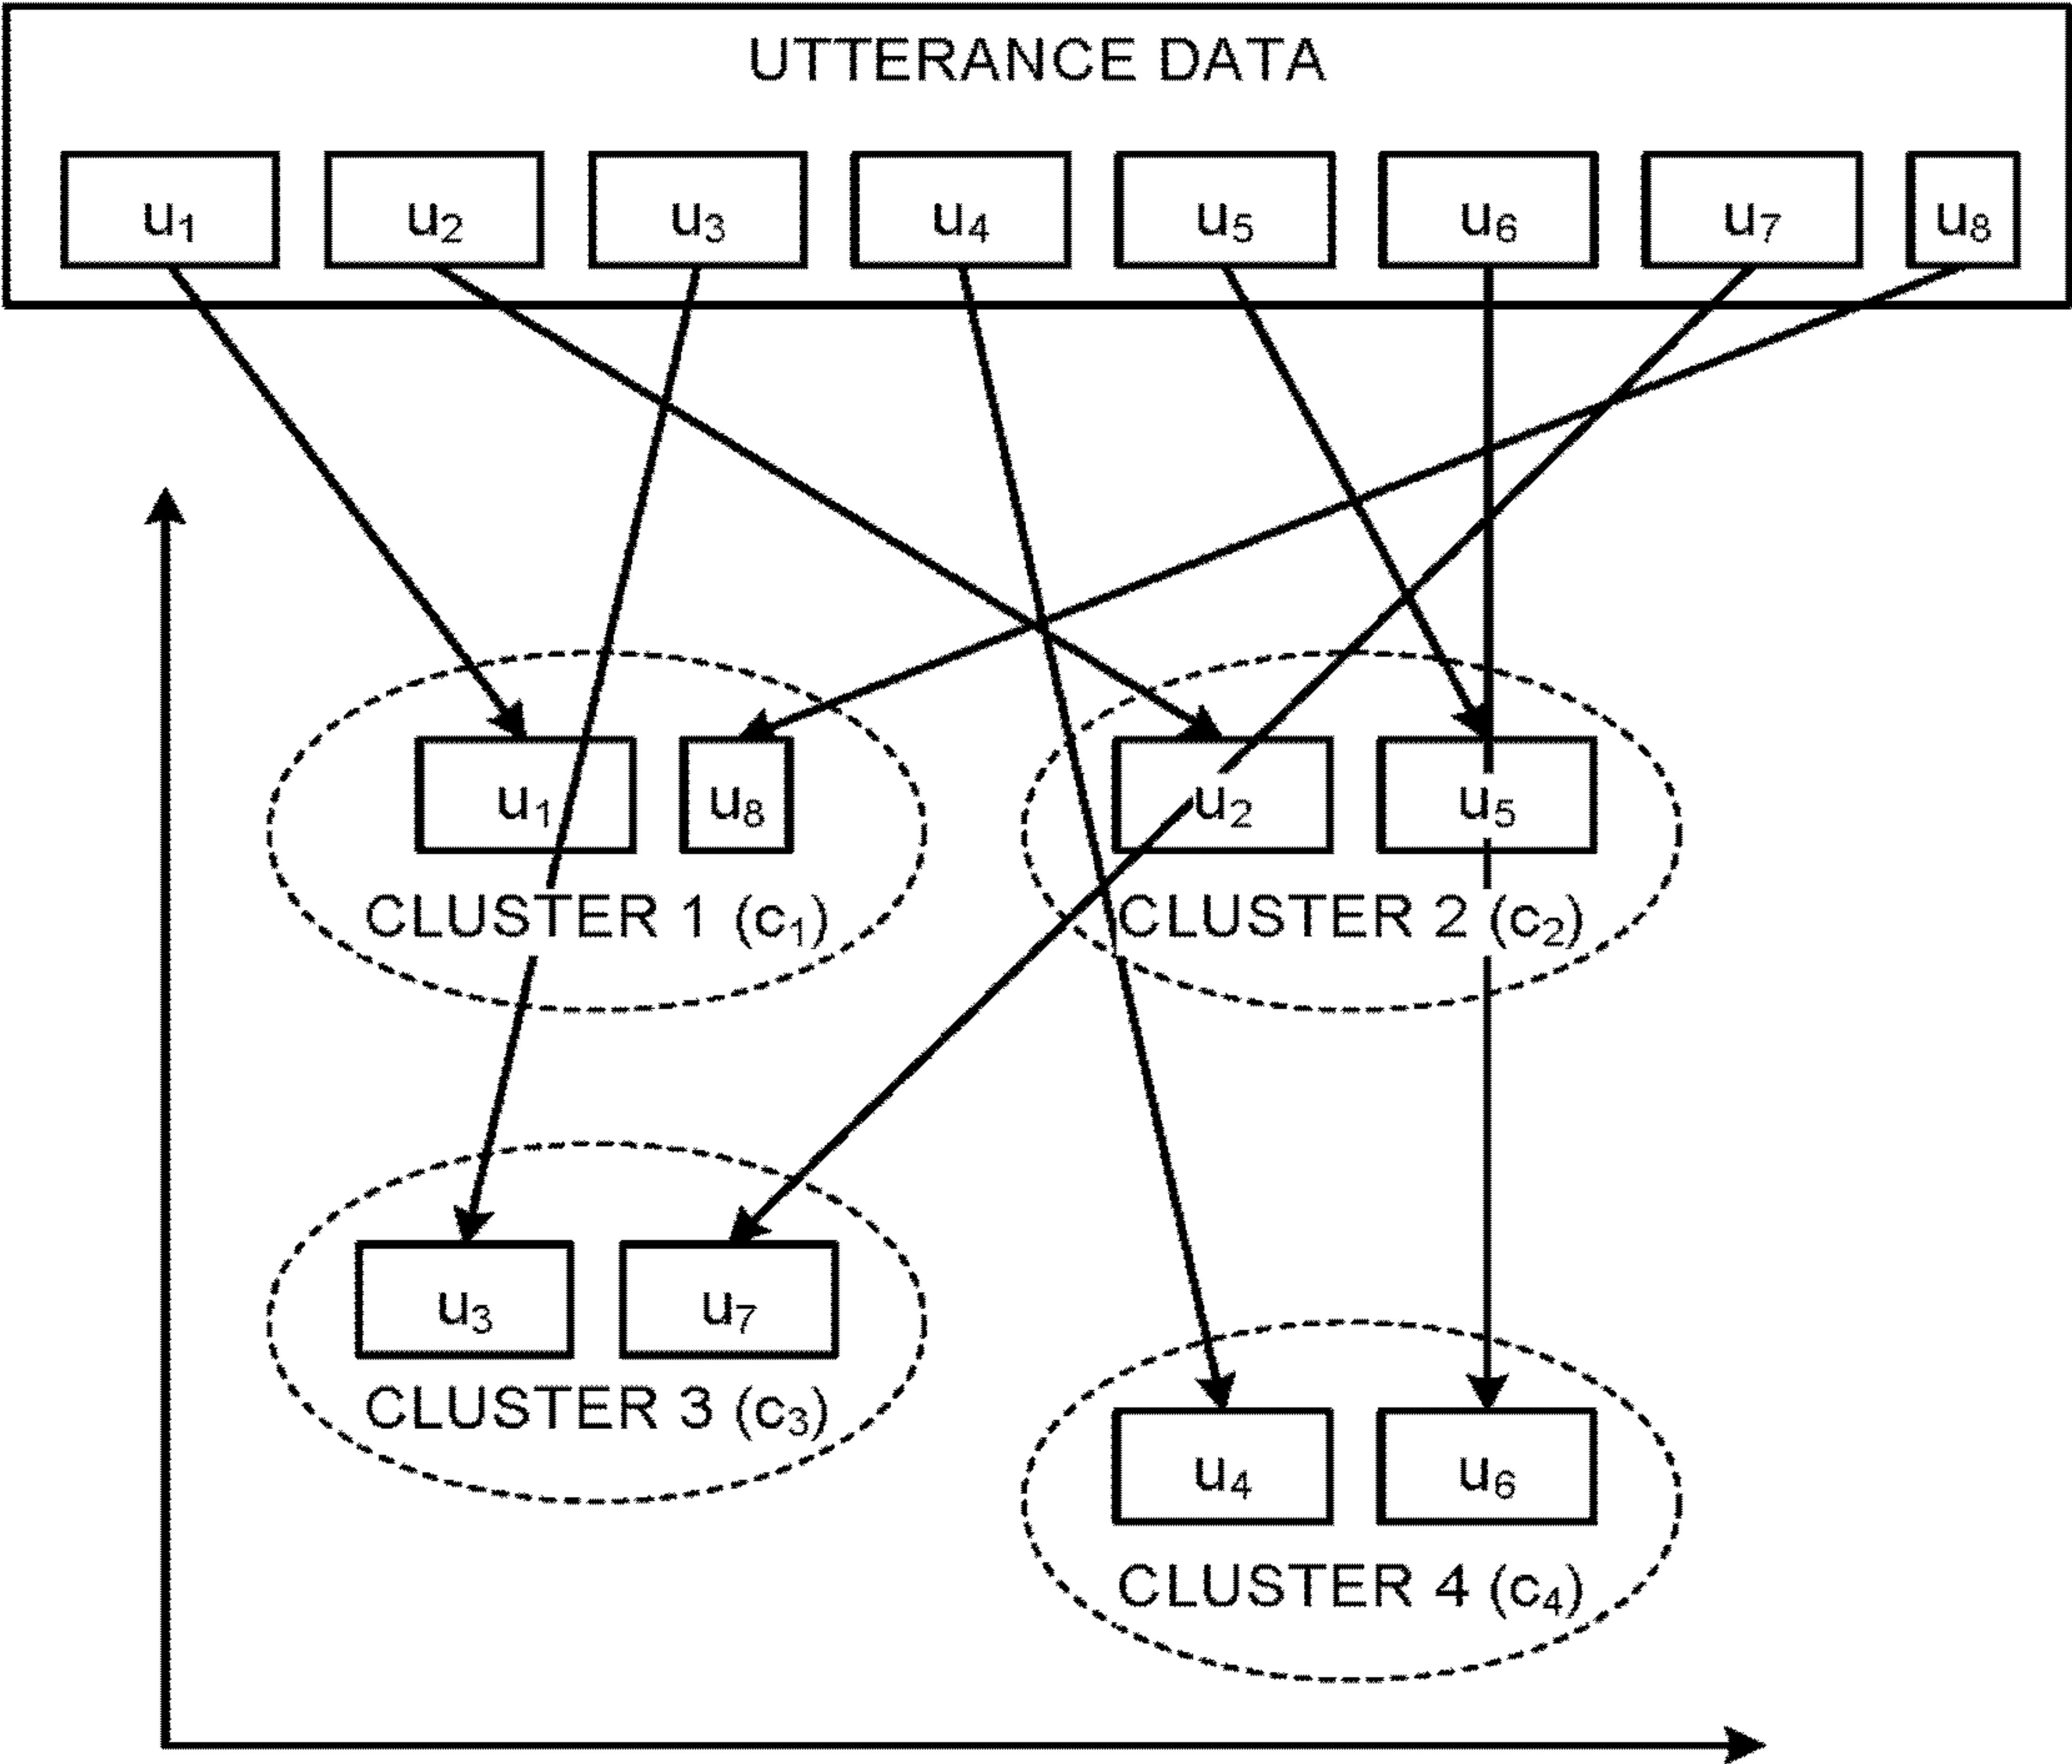 UTTERANCE DATA
u₁ u₂ u₃ u₄ u₅ u₆ u₇ u₈
u₁ u₈ u₂ u₅
CLUSTER 1 (c₁) CLUSTER 2 (c₂)
u₃ u₇
CLUSTER 3 (c₃)
u₄ u₆
CLUSTER 4 (c₄)